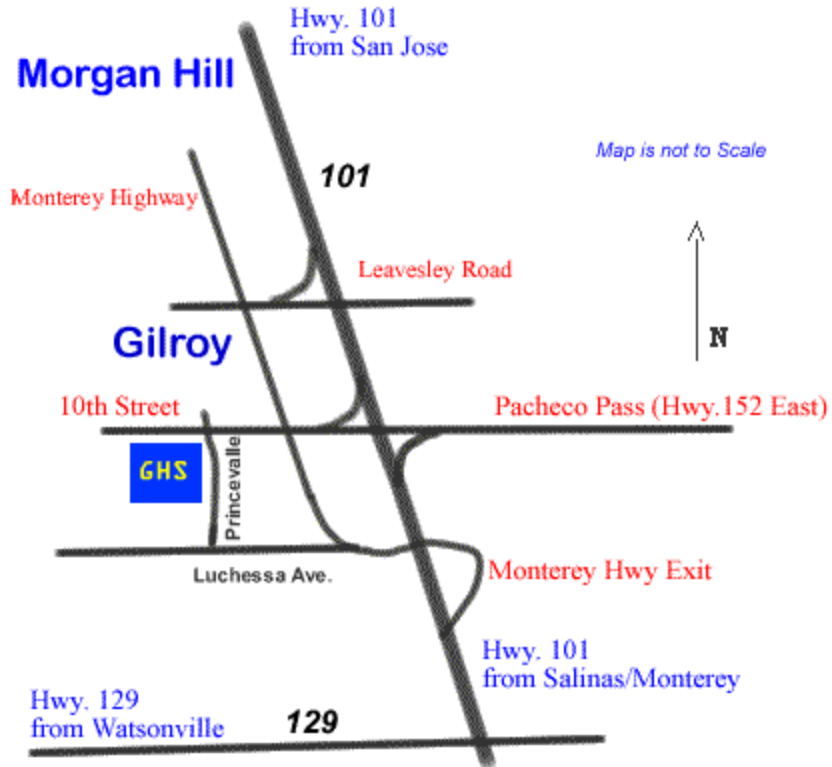 Hwy. 101
from San Jose
Morgan Hill
Map is not to Scale
101
Monterey Highway
Leavesley Road
N
Gilroy
10th Street
Pacheco Pass (Hwy.152 East)
GHS
Princevalle
Luchessa Ave.
Monterey Hwy Exit
Hwy. 101
from Salinas/Monterey
Hwy. 129
from Watsonville
129